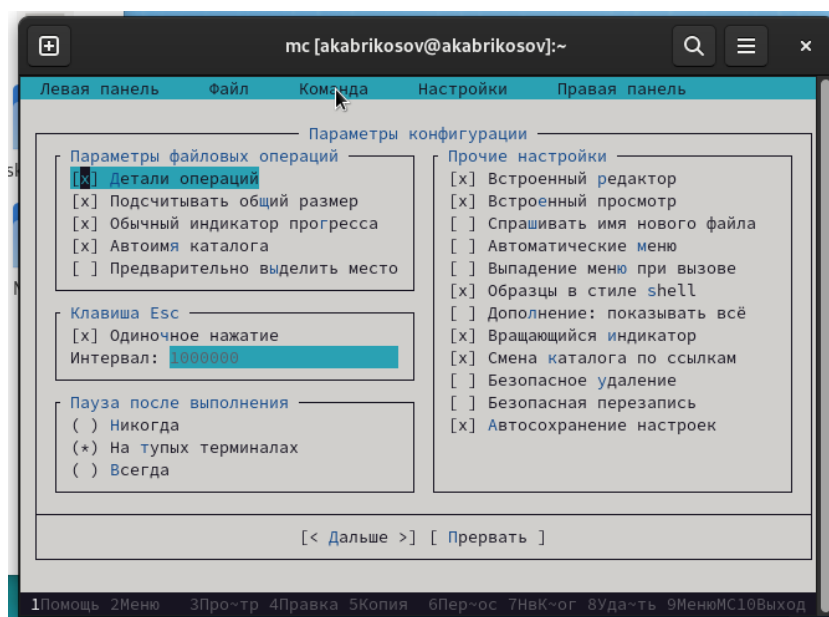 mc [akabrikosov@akabrikosov]:~
Левая панель Файл Команда Настройки Правая панель
Параметры конфигурации
Параметры файловых операций
[x] Детали операций
[x] Подсчитывать общий размер
[x] Обычный индикатор прогресса
[x] Автоимя каталога
[ ] Предварительно выделить место
Клавиша Esc
[x] Одиночное нажатие
Интервал: 1000000
Пауза после выполнения
( ) Никогда
(*) На тупых терминалах
( ) Всегда
Прочие настройки
[x] Встроенный редактор
[x] Встроенный просмотр
[ ] Спрашивать имя нового файла
[ ] Автоматические меню
[ ] Выпадение меню при вызове
[x] Образцы в стиле shell
[ ] Дополнение: показывать всё
[x] Вращающийся индикатор
[x] Смена каталога по ссылкам
[ ] Безопасное удаление
[ ] Безопасная перезапись
[x] Автосохранение настроек
[< Дальше >] [ Прервать ]
1Помощь 2Меню 3Про~тр 4Правка 5Копия 6Пер~ос 7НвК~ог 8Уда~ть 9МенюMC10Выход